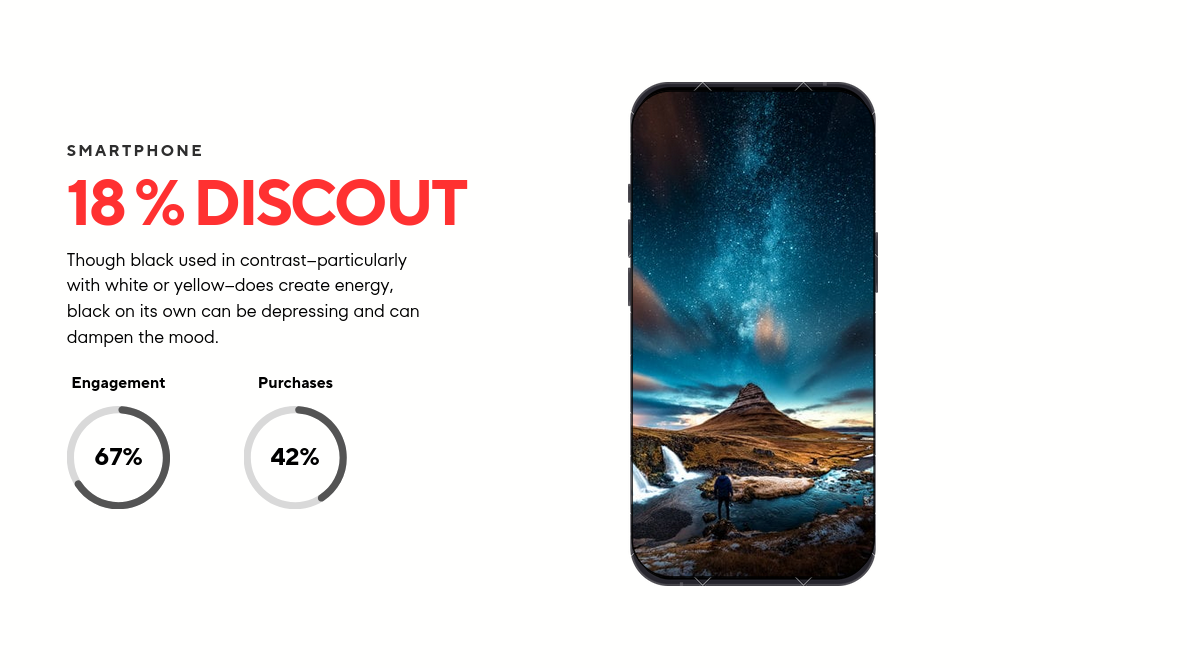 SMARTPHONE
18 % DISCOUT
Though black used in contrast–particularly
with white or yellow–does create energy,
black on its own can be depressing and can
dampen the mood.
Engagement
Purchases
67%
42%